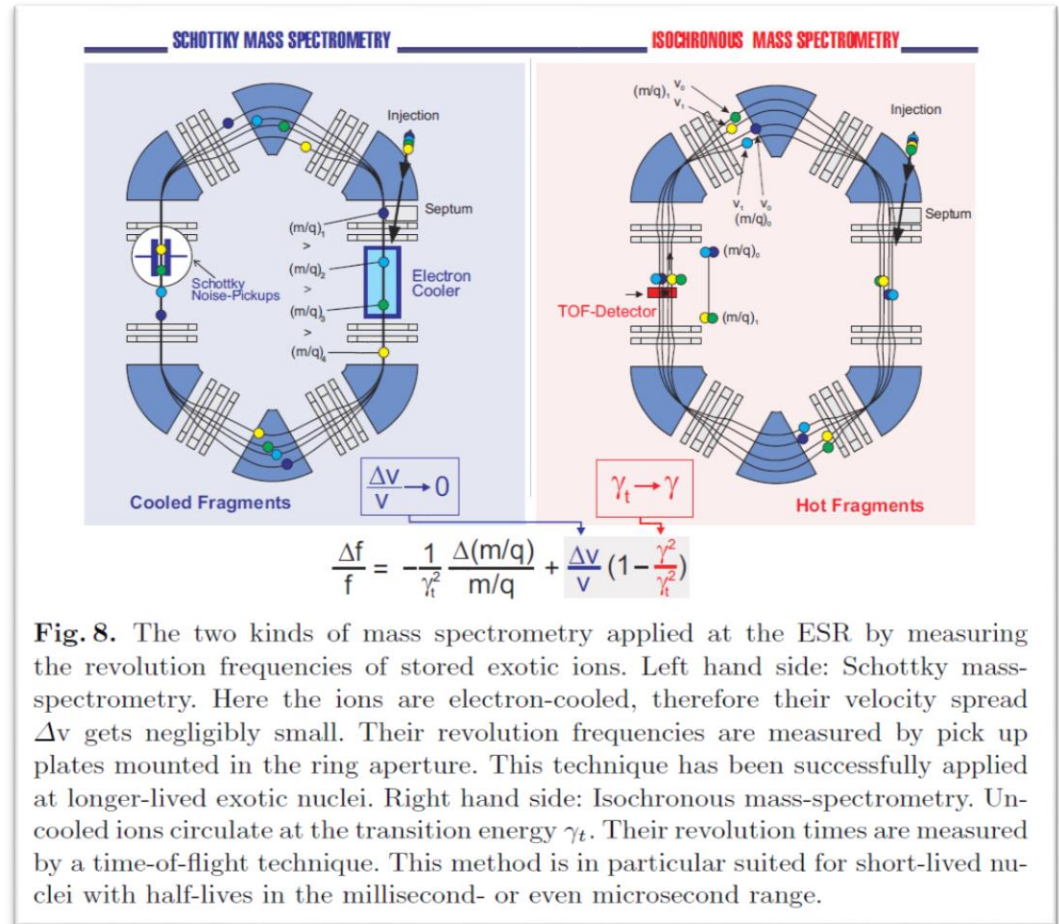 SCHOTTKY MASS SPECTROMETRY
ISOCHRONOUS MASS SPECTROMETRY
Injection
Septum
(m/q)₁
>
(m/q)₂
>
(m/q)₃
>
(m/q)₄
Electron
Cooler
Schottky
Noise-Pickups
Cooled Fragments
Δv/v → 0
(m/q)₁ v₀
v₁
Injection
v₁ v₀
(m/q)₀
Septum
(m/q)₀
TOF-Detector
(m/q)₁
γₜ → γ
Hot Fragments
Δf/f = -1/γₜ² Δ(m/q)/m/q + Δv/v (1-γ²/γₜ²)
Fig. 8. The two kinds of mass spectrometry applied at the ESR by measuring
the revolution frequencies of stored exotic ions. Left hand side: Schottky mass-
spectrometry. Here the ions are electron-cooled, therefore their velocity spread
Δv gets negligibly small. Their revolution frequencies are measured by pick up
plates mounted in the ring aperture. This technique has been successfully applied
at longer-lived exotic nuclei. Right hand side: Isochronous mass-spectrometry. Un-
cooled ions circulate at the transition energy γₜ. Their revolution times are measured
by a time-of-flight technique. This method is in particular suited for short-lived nu-
clei with half-lives in the millisecond- or even microsecond range.